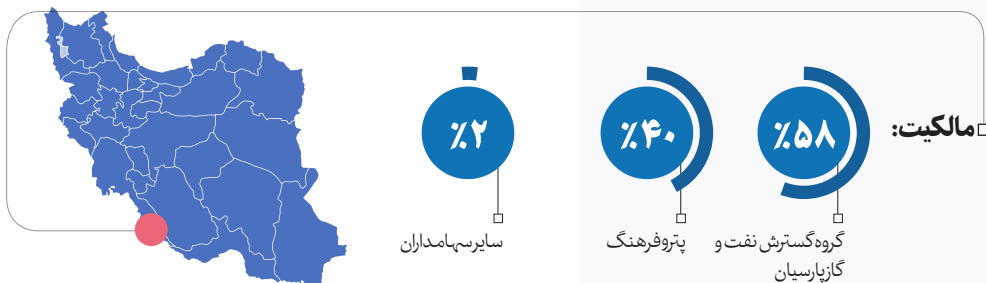 مالکیت:
٪۵۸
گروه گسترش نفت و
گاز پارسیان
٪۴۰
پتروفرهنگ
٪۲
سایر سهامداران